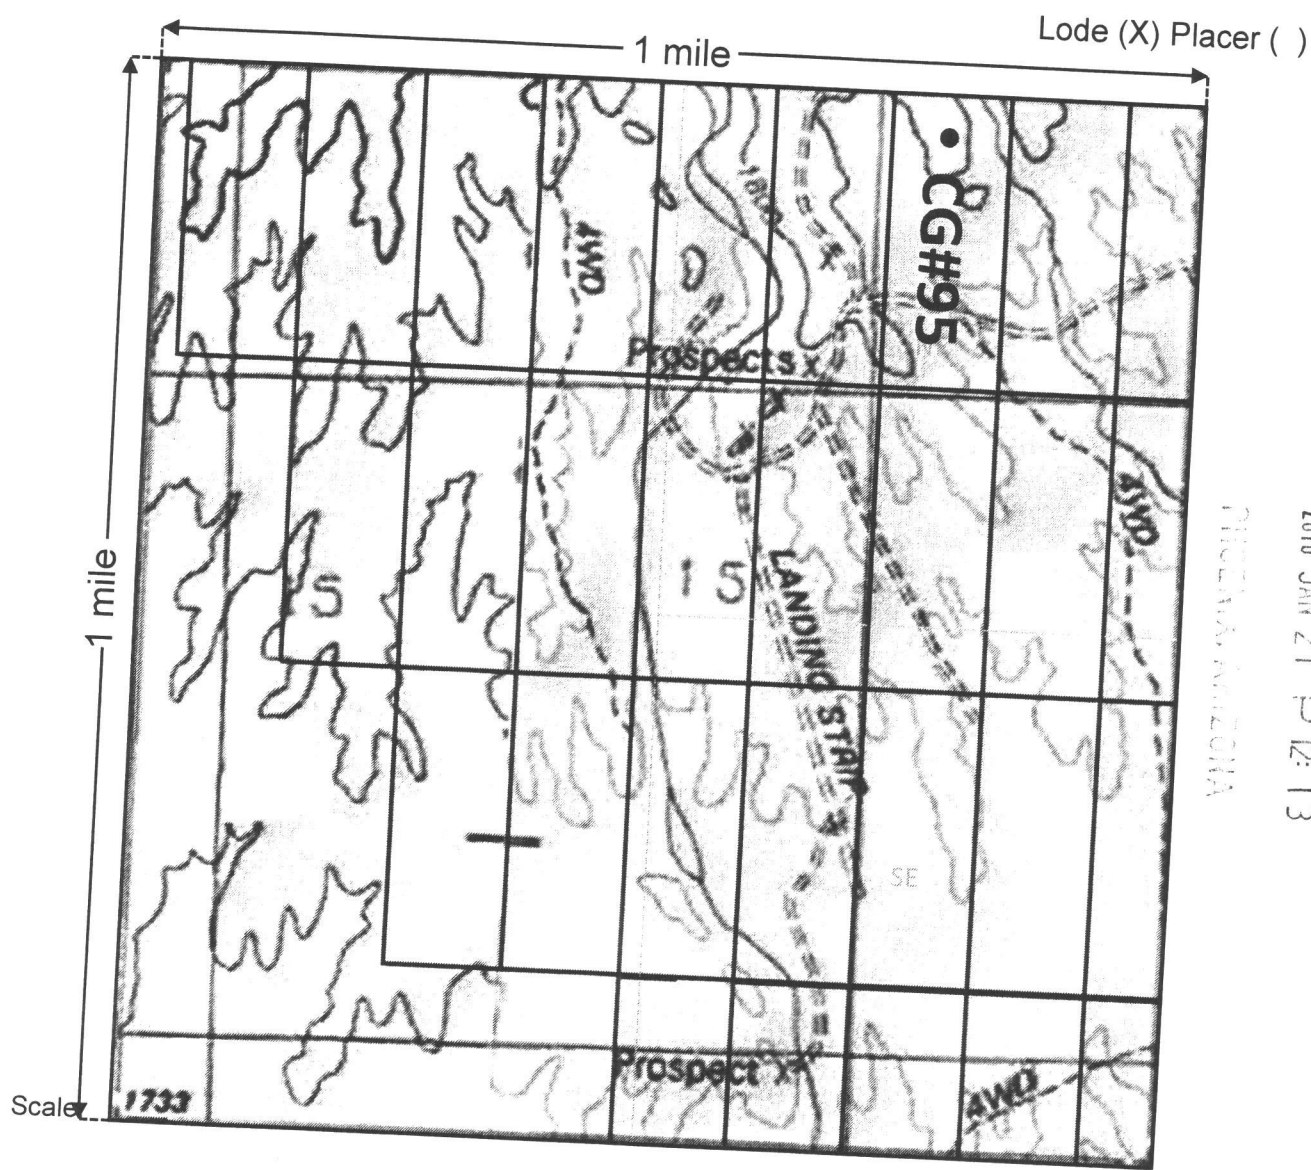 Lode (X) Placer ( )
1 mile
1800
4WD
CG#95
Prospects x
x
4WD
1 mile
S
15
LANDING STRIP
SE
Prospect x
4WD
Scale
1733